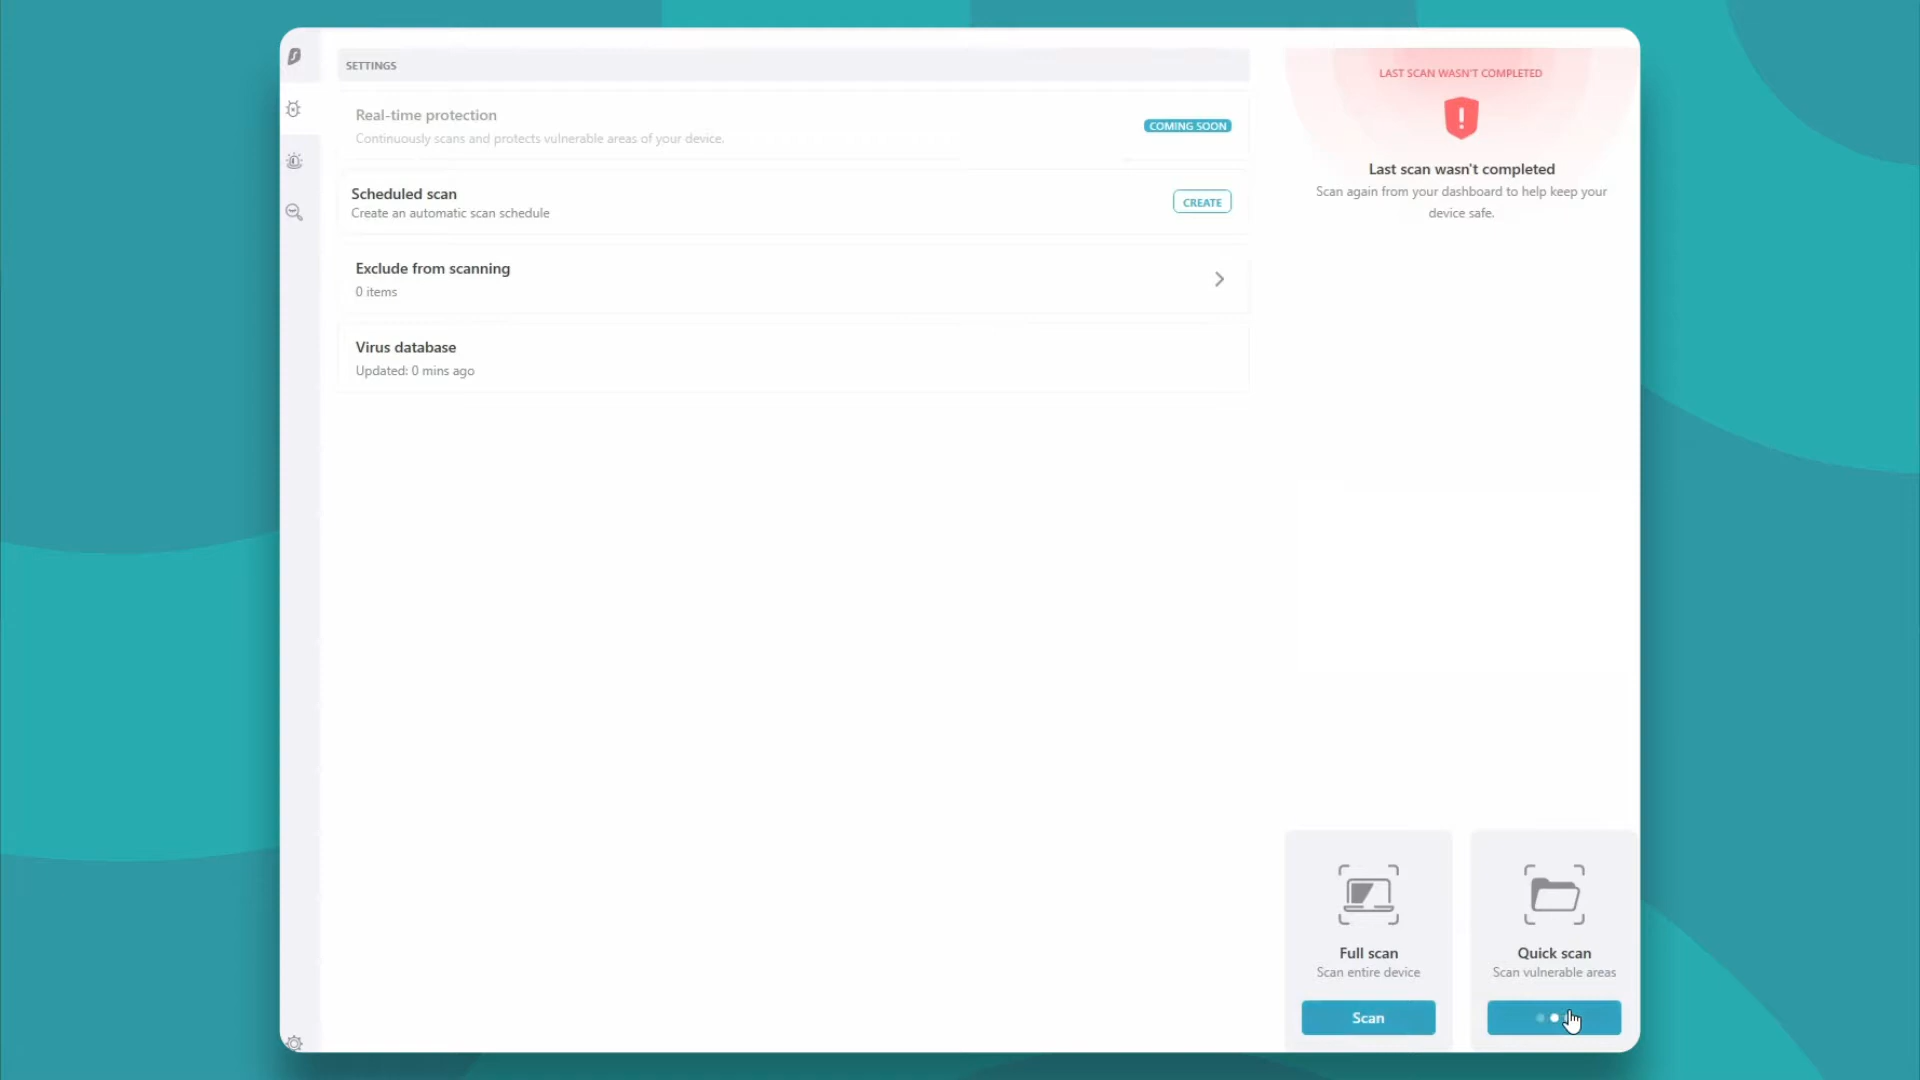 SETTINGS
Real-time protection
Continuously scans and protects vulnerable areas of your device.
COMING SOON
Scheduled scan
Create an automatic scan schedule
CREATE
Exclude from scanning
0 items
Virus database
Updated: 0 mins ago
LAST SCAN WASN'T COMPLETED
Last scan wasn't completed
Scan again from your dashboard to help keep your
device safe.
Full scan
Scan entire device
Scan
Quick scan
Scan vulnerable areas